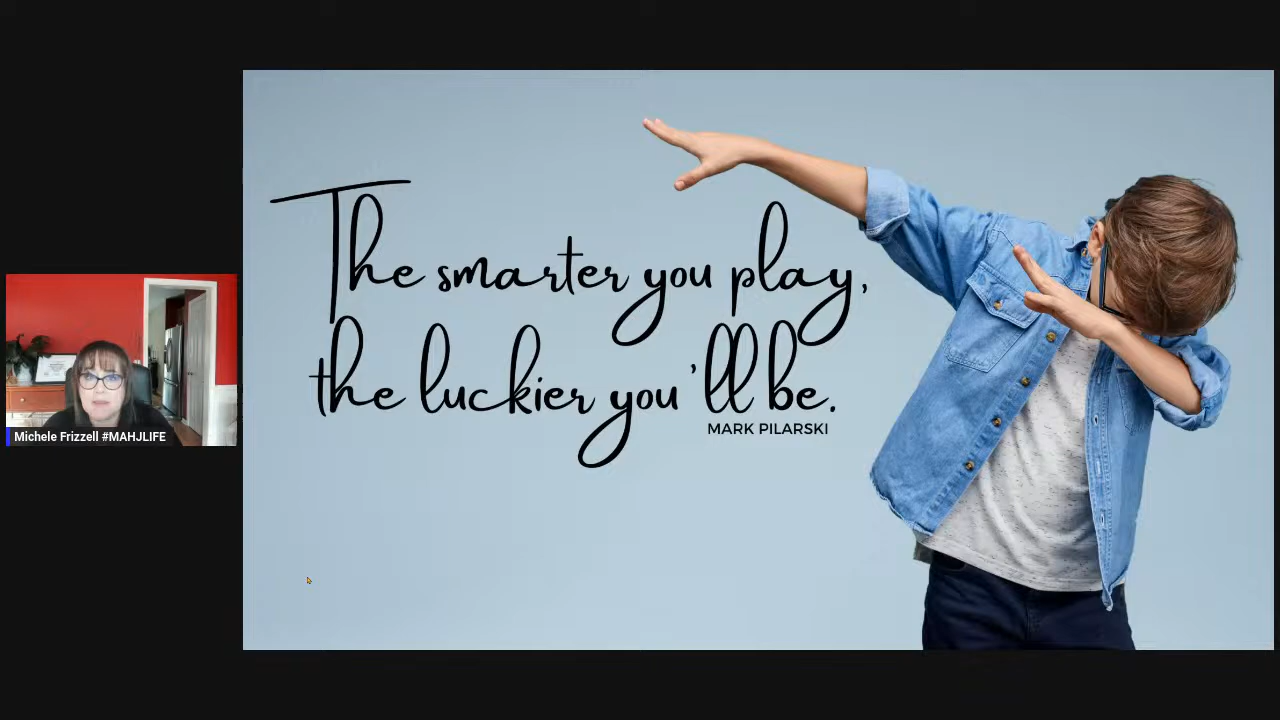 The smarter you play,
the luckier you'll be.
MARK PILARSKI
Michele Frizzell #MAHJLIFE